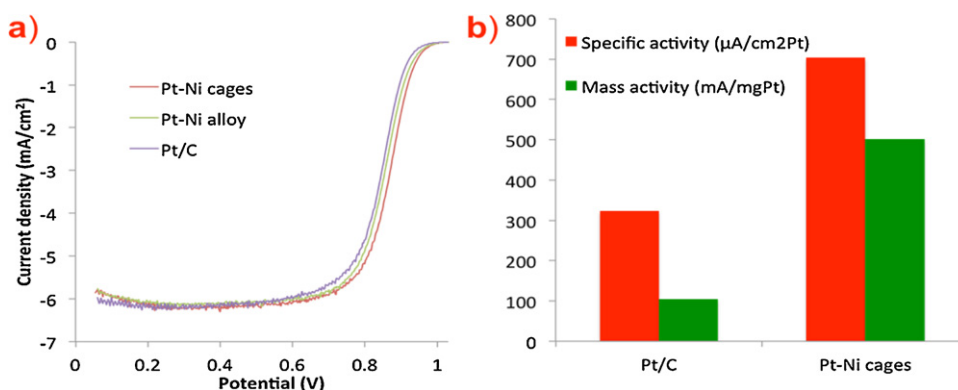 a)
0
-1
-2
-3
-4
-5
-6
-7
Current density (mA/cm²)
Pt-Ni cages
Pt-Ni alloy
Pt/C
0 0.2 0.4 0.6 0.8 1
Potential (V)
b)
800
700
600
500
400
300
200
100
0
Specific activity (µA/cm2Pt)
Mass activity (mA/mgPt)
Pt/C Pt-Ni cages